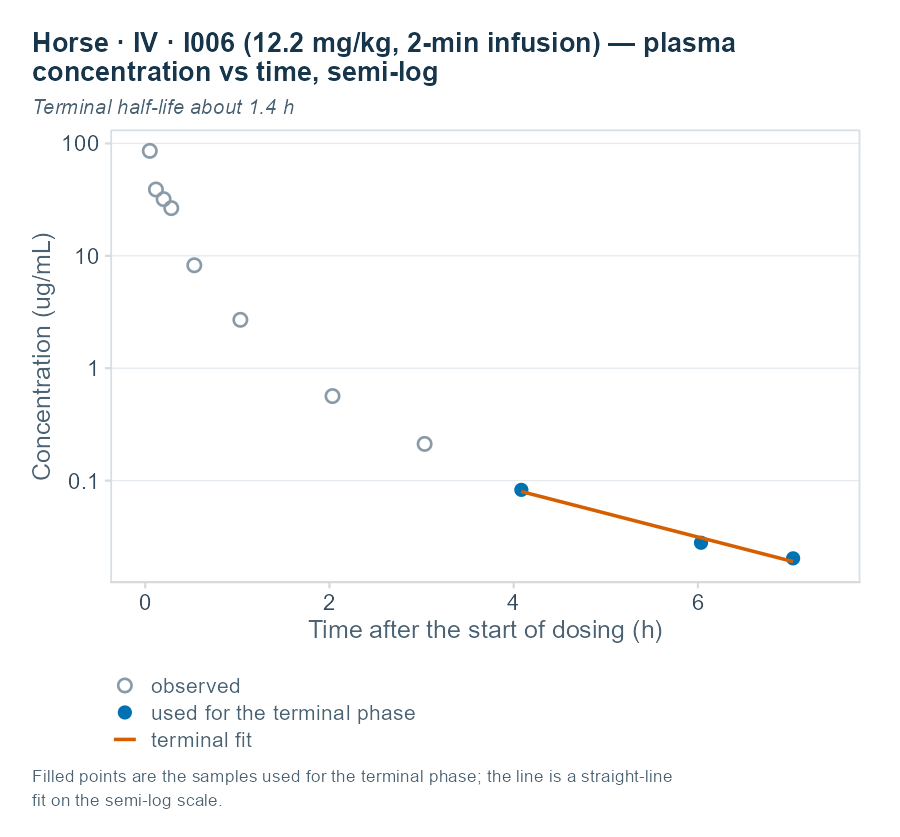 Horse · IV · I006 (12.2 mg/kg, 2-min infusion) — plasma
concentration vs time, semi-log
Terminal half-life about 1.4 h
100
10
1
0.1
Concentration (ug/mL)
0 2 4 6
Time after the start of dosing (h)
observed
used for the terminal phase
terminal fit
Filled points are the samples used for the terminal phase; the line is a straight-line
fit on the semi-log scale.